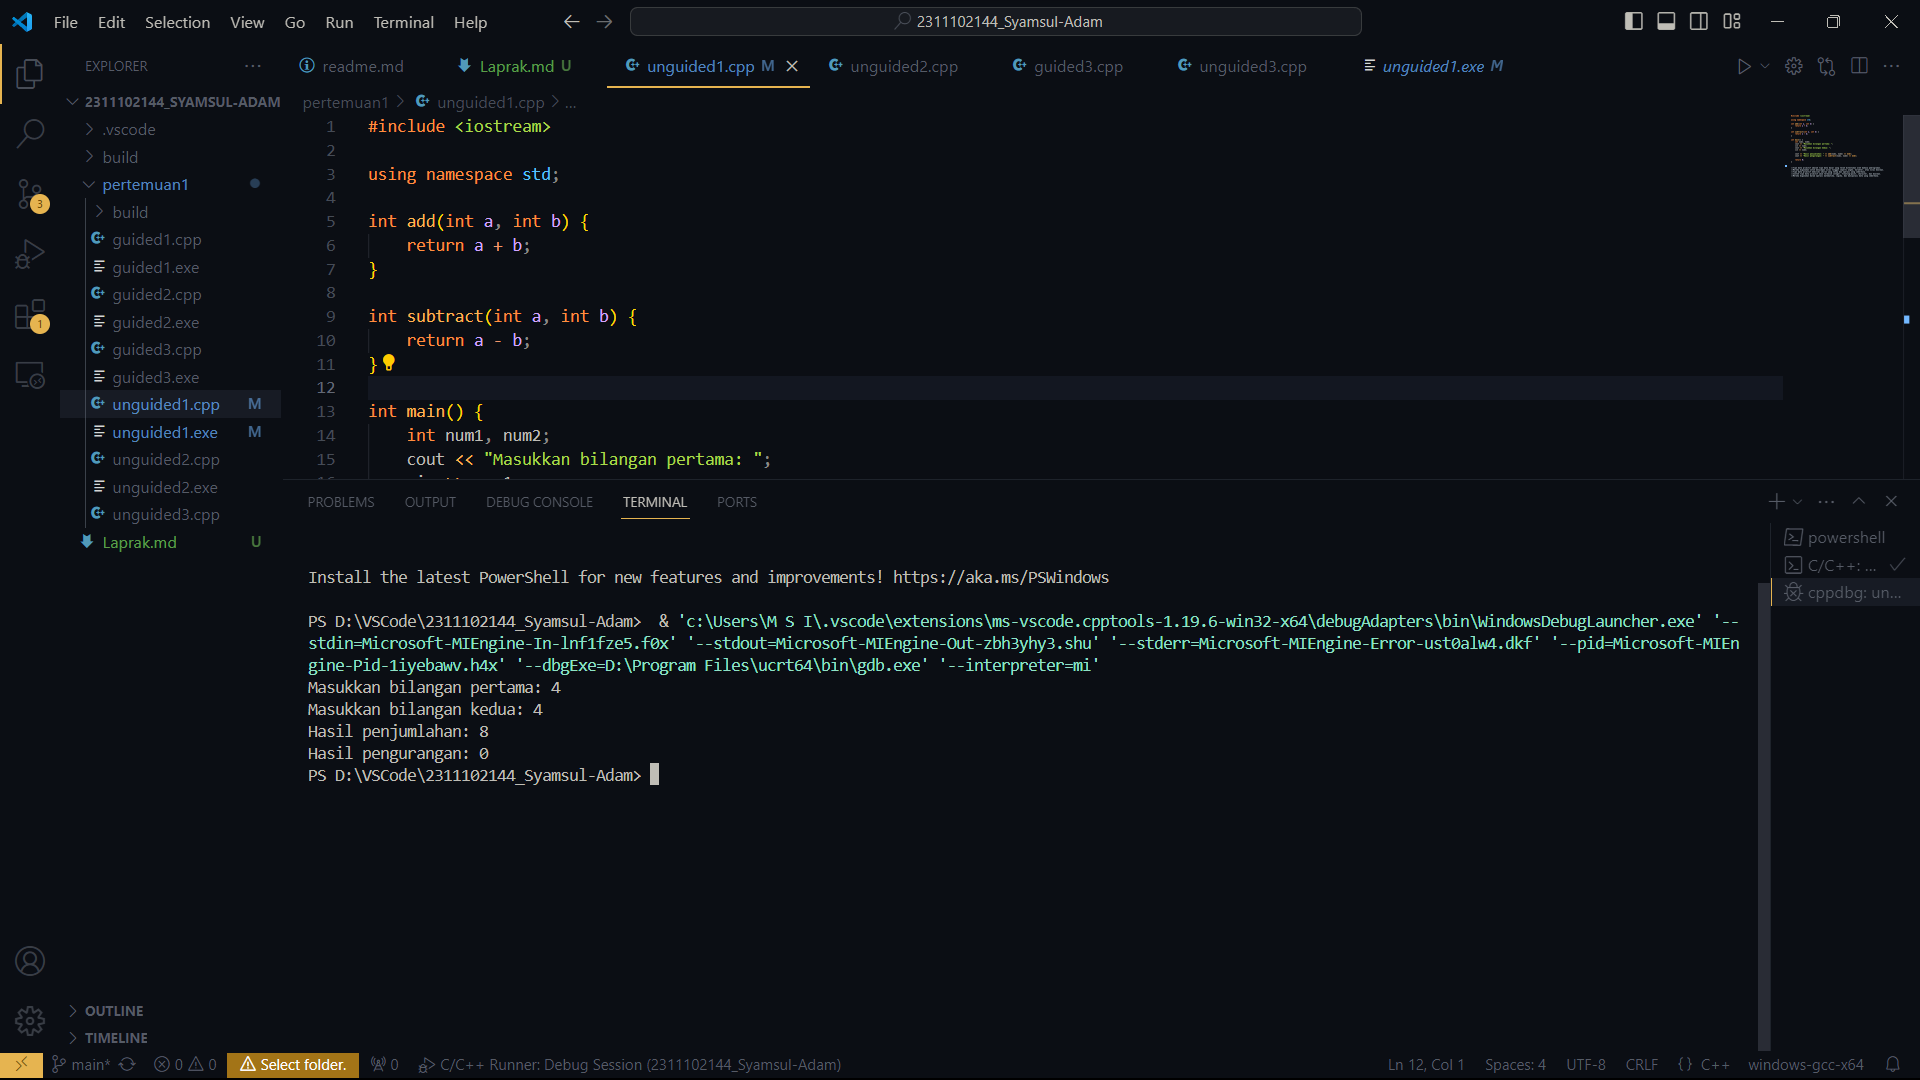 File Edit Selection View Go Run Terminal Help
2311102144_Syamsul-Adam
EXPLORER
readme.md
Laprak.md U
unguided1.cpp M
unguided2.cpp
guided3.cpp
unguided3.cpp
unguided1.exe M
2311102144_SYAMSUL-ADAM
.vscode
build
pertemuan1
build
guided1.cpp
guided1.exe
guided2.cpp
guided2.exe
guided3.cpp
guided3.exe
unguided1.cpp M
unguided1.exe M
unguided2.cpp
unguided2.exe
unguided3.cpp
Laprak.md U
3
1
OUTLINE
TIMELINE
pertemuan1 > unguided1.cpp > ...
1 #include <iostream>
2
3 using namespace std;
4
5 int add(int a, int b) {
6 return a + b;
7 }
8
9 int subtract(int a, int b) {
10 return a - b;
11 }
12
13 int main() {
14 int num1, num2;
15 cout << "Masukkan bilangan pertama: ";
PROBLEMS OUTPUT DEBUG CONSOLE TERMINAL PORTS
powershell
C/C++: ...
cppdbg: un...
Install the latest PowerShell for new features and improvements! https://aka.ms/PSWindows
PS D:\VSCode\2311102144_Syamsul-Adam>  & 'c:\Users\M S I\.vscode\extensions\ms-vscode.cpptools-1.19.6-win32-x64\debugAdapters\bin\WindowsDebugLauncher.exe' '--
stdin=Microsoft-MIEngine-In-lnf1fze5.f0x' '--stdout=Microsoft-MIEngine-Out-zbh3yhy3.shu' '--stderr=Microsoft-MIEngine-Error-ust0alw4.dkf' '--pid=Microsoft-MIEn
gine-Pid-1iyebawv.h4x' '--dbgExe=D:\Program Files\ucrt64\bin\gdb.exe' '--interpreter=mi'
Masukkan bilangan pertama: 4
Masukkan bilangan kedua: 4
Hasil penjumlahan: 8
Hasil pengurangan: 0
PS D:\VSCode\2311102144_Syamsul-Adam>
main* 0 0 Select folder. 0 C/C++ Runner: Debug Session (2311102144_Syamsul-Adam) Ln 12, Col 1 Spaces: 4 UTF-8 CRLF {} C++ windows-gcc-x64